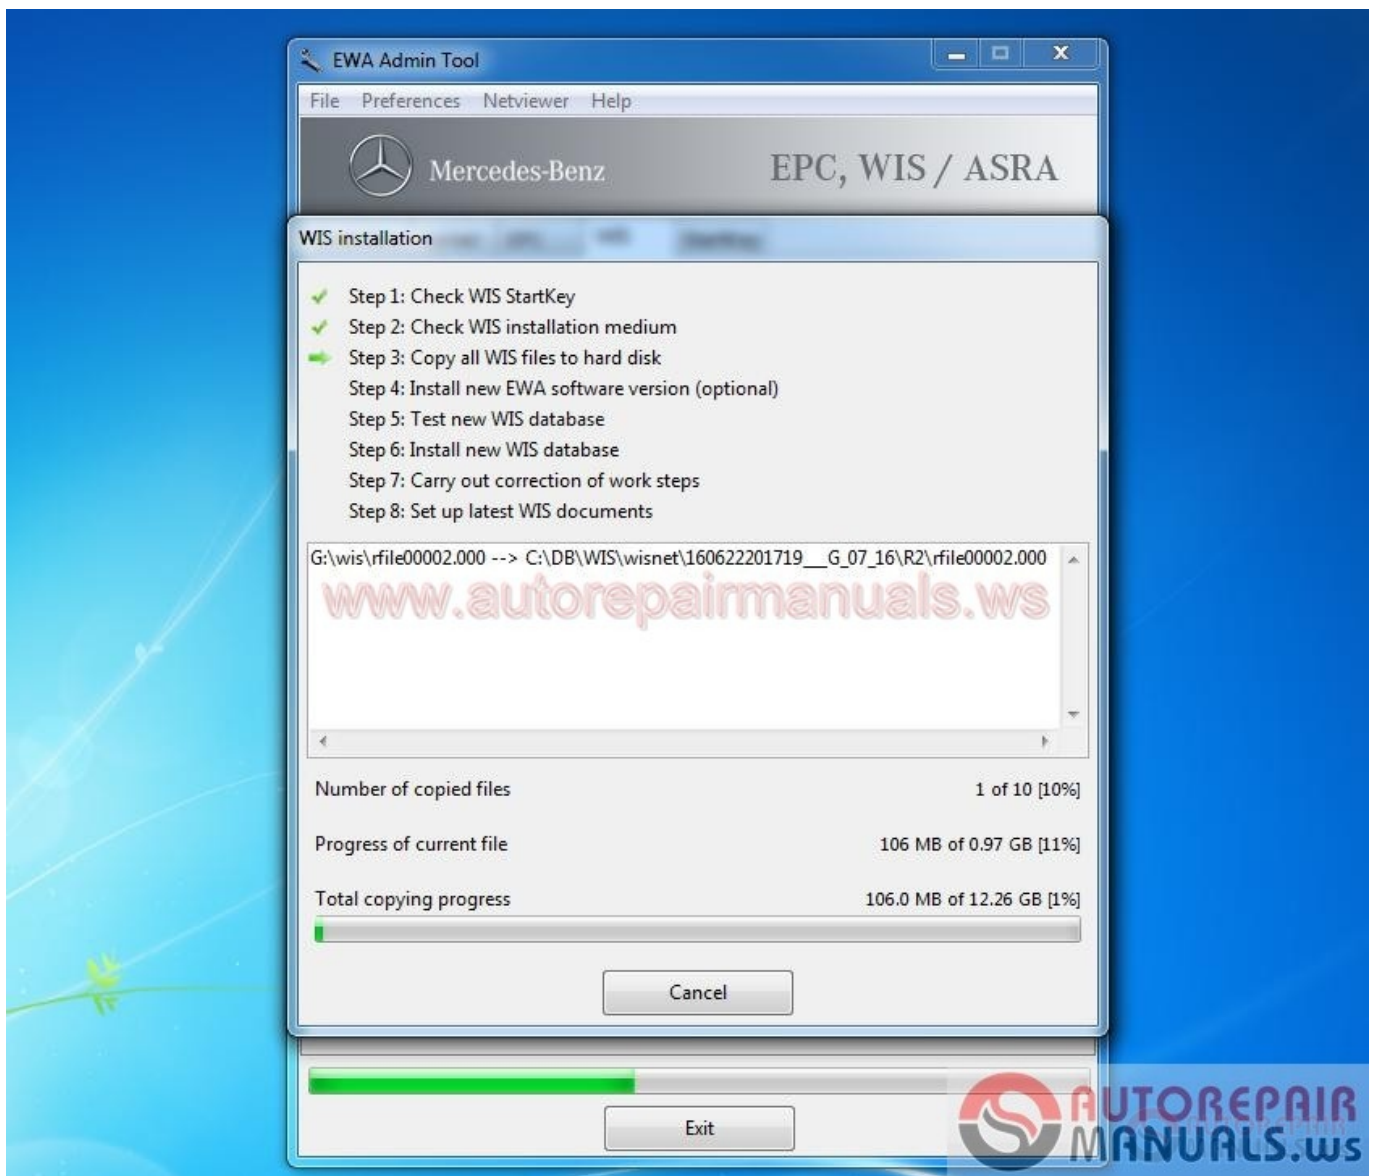 EWA Admin Tool
File Preferences Netviewer Help
Mercedes-Benz EPC, WIS / ASRA
WIS installation
Step 1: Check WIS StartKey
Step 2: Check WIS installation medium
Step 3: Copy all WIS files to hard disk
Step 4: Install new EWA software version (optional)
Step 5: Test new WIS database
Step 6: Install new WIS database
Step 7: Carry out correction of work steps
Step 8: Set up latest WIS documents
G:\wis\rfile00002.000 --> C:\DB\WIS\wisnet\160622201719__G_07_16\R2\rfile00002.000
www.autorepairmanuals.ws
Number of copied files 1 of 10 [10%]
Progress of current file 106 MB of 0.97 GB [11%]
Total copying progress 106.0 MB of 12.26 GB [1%]
Cancel
Exit
AUTOREPAIR
MANUALS.ws